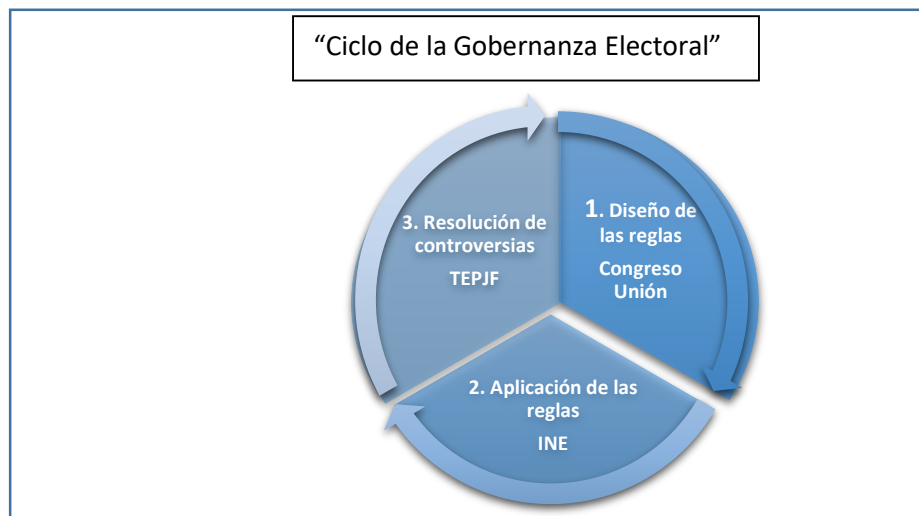 “Ciclo de la Gobernanza Electoral”
1. Diseño de
las reglas
Congreso
Unión
2. Aplicación de las
reglas
INE
3. Resolución de
controversias
TEPJF